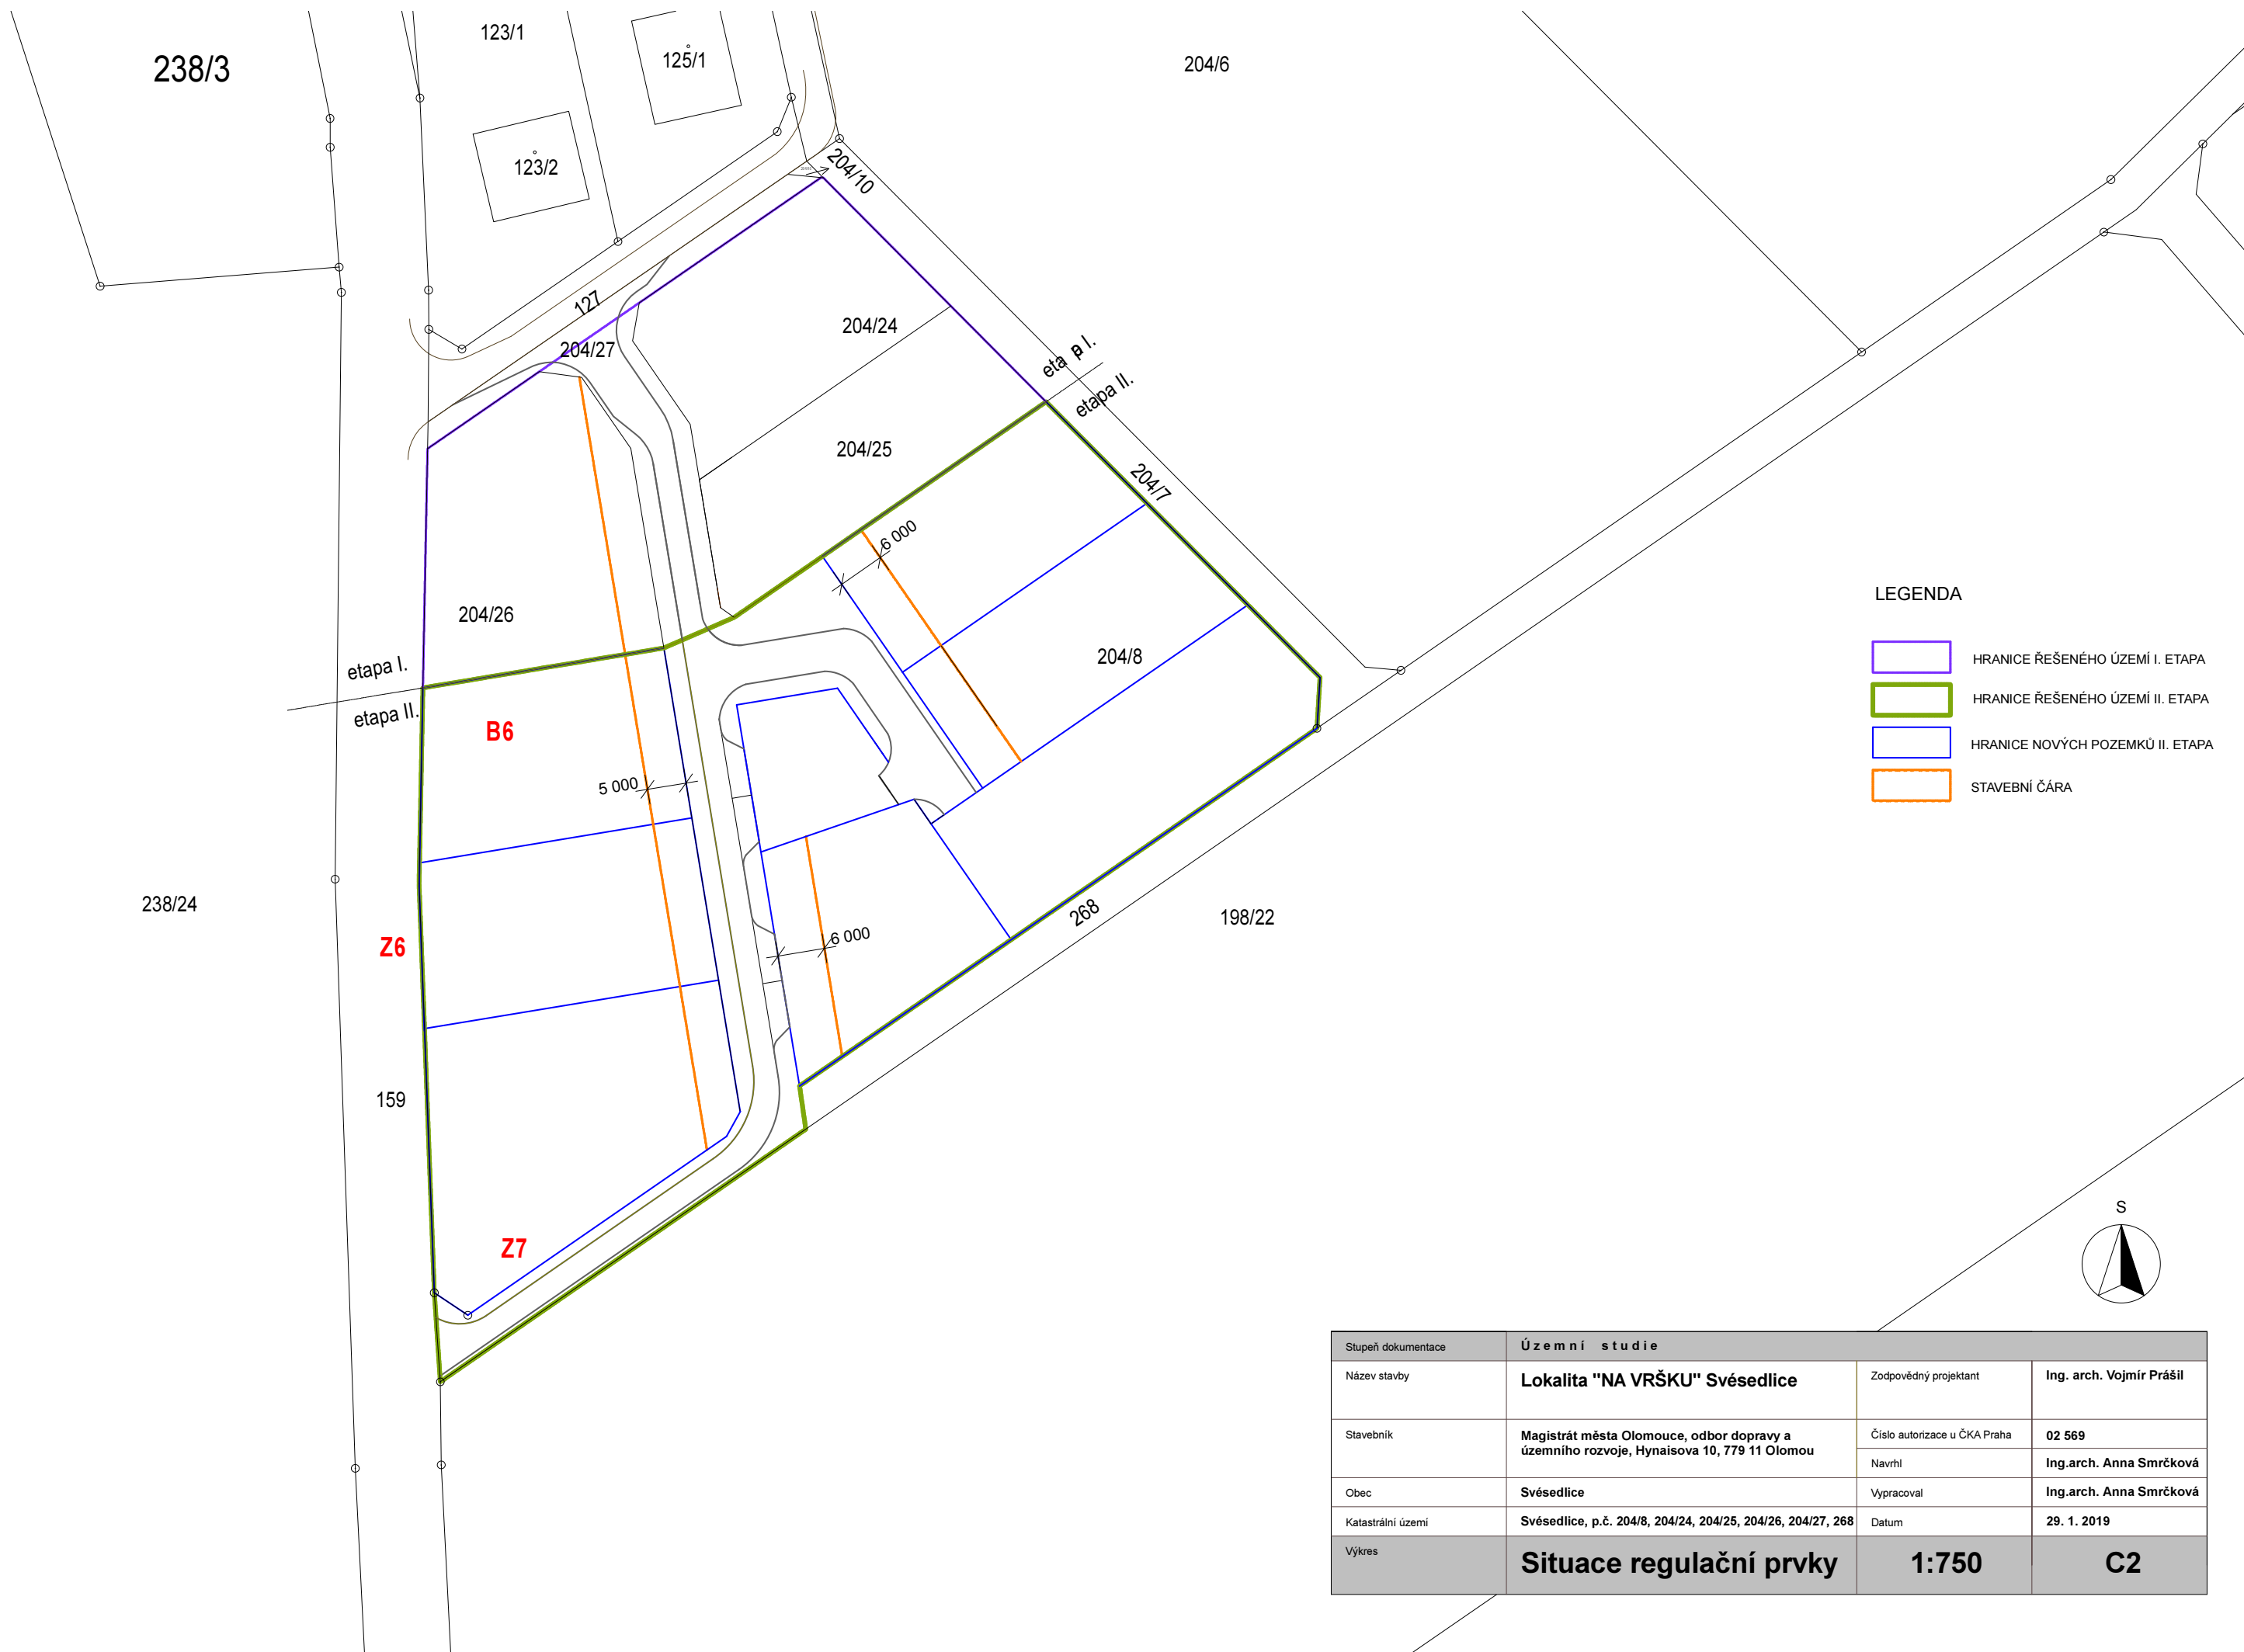 238/3
123/1
125/1
204/6
123/2
204/10
127
204/27
204/24
etapa I.
etapa II.
204/25
204/7
6 000
204/26
204/8
etapa I.
etapa II.
B6
5 000
238/24
Z6
6 000
268
198/22
159
Z7
LEGENDA
HRANICE ŘEŠENÉHO ÚZEMÍ I. ETAPA
HRANICE ŘEŠENÉHO ÚZEMÍ II. ETAPA
HRANICE NOVÝCH POZEMKŮ II. ETAPA
STAVEBNÍ ČÁRA
S
Stupeň dokumentace Územní studie
Název stavby Lokalita "NA VRŠKU" Svésedlice Zodpovědný projektant Ing. arch. Vojmír Prášil
Stavebník Magistrát města Olomouce, odbor dopravy a Číslo autorizace u ČKA Praha 02 569
územního rozvoje, Hynaisova 10, 779 11 Olomou
Navrhl Ing.arch. Anna Smrčková
Obec Svésedlice Vypracoval Ing.arch. Anna Smrčková
Katastrální území Svésedlice, p.č. 204/8, 204/24, 204/25, 204/26, 204/27, 268 Datum 29. 1. 2019
Výkres Situace regulační prvky 1:750 C2